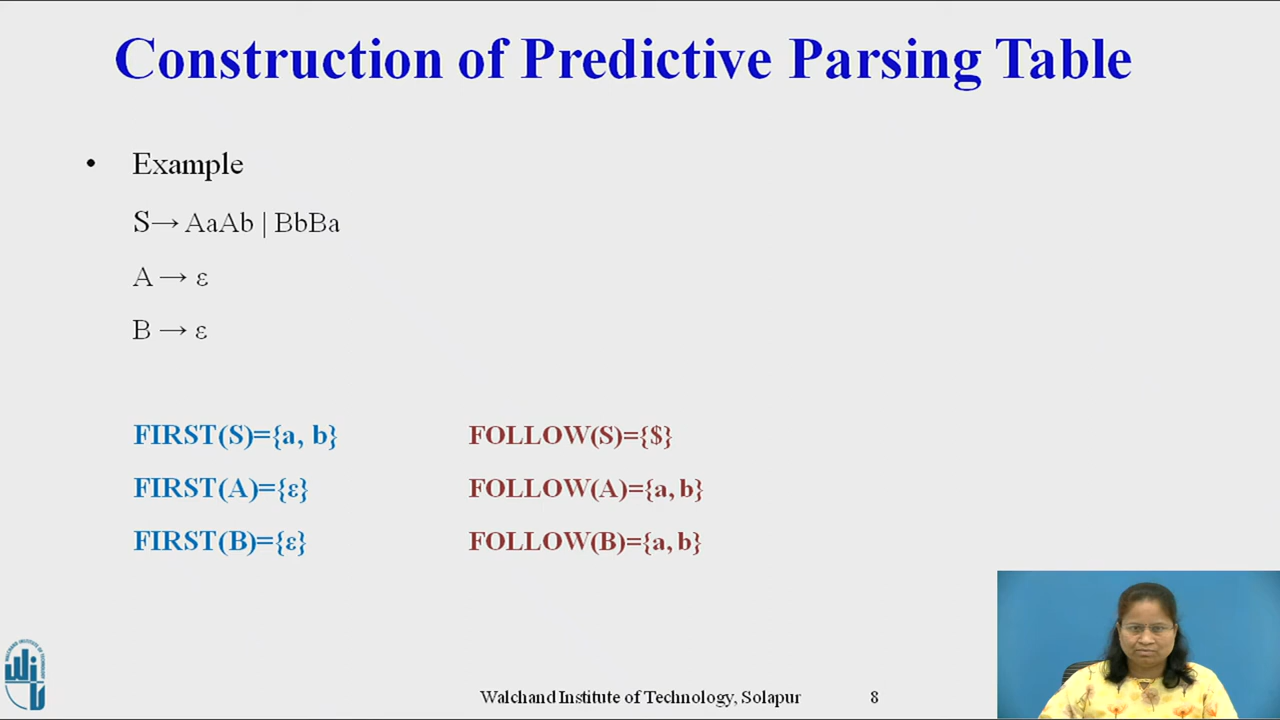 Construction of Predictive Parsing Table
• Example
S→ AaAb | BbBa
A → ε
B → ε
FIRST(S)={a, b} FOLLOW(S)={$}
FIRST(A)={ε} FOLLOW(A)={a, b}
FIRST(B)={ε} FOLLOW(B)={a, b}
Walchand Institute of Technology, Solapur 8